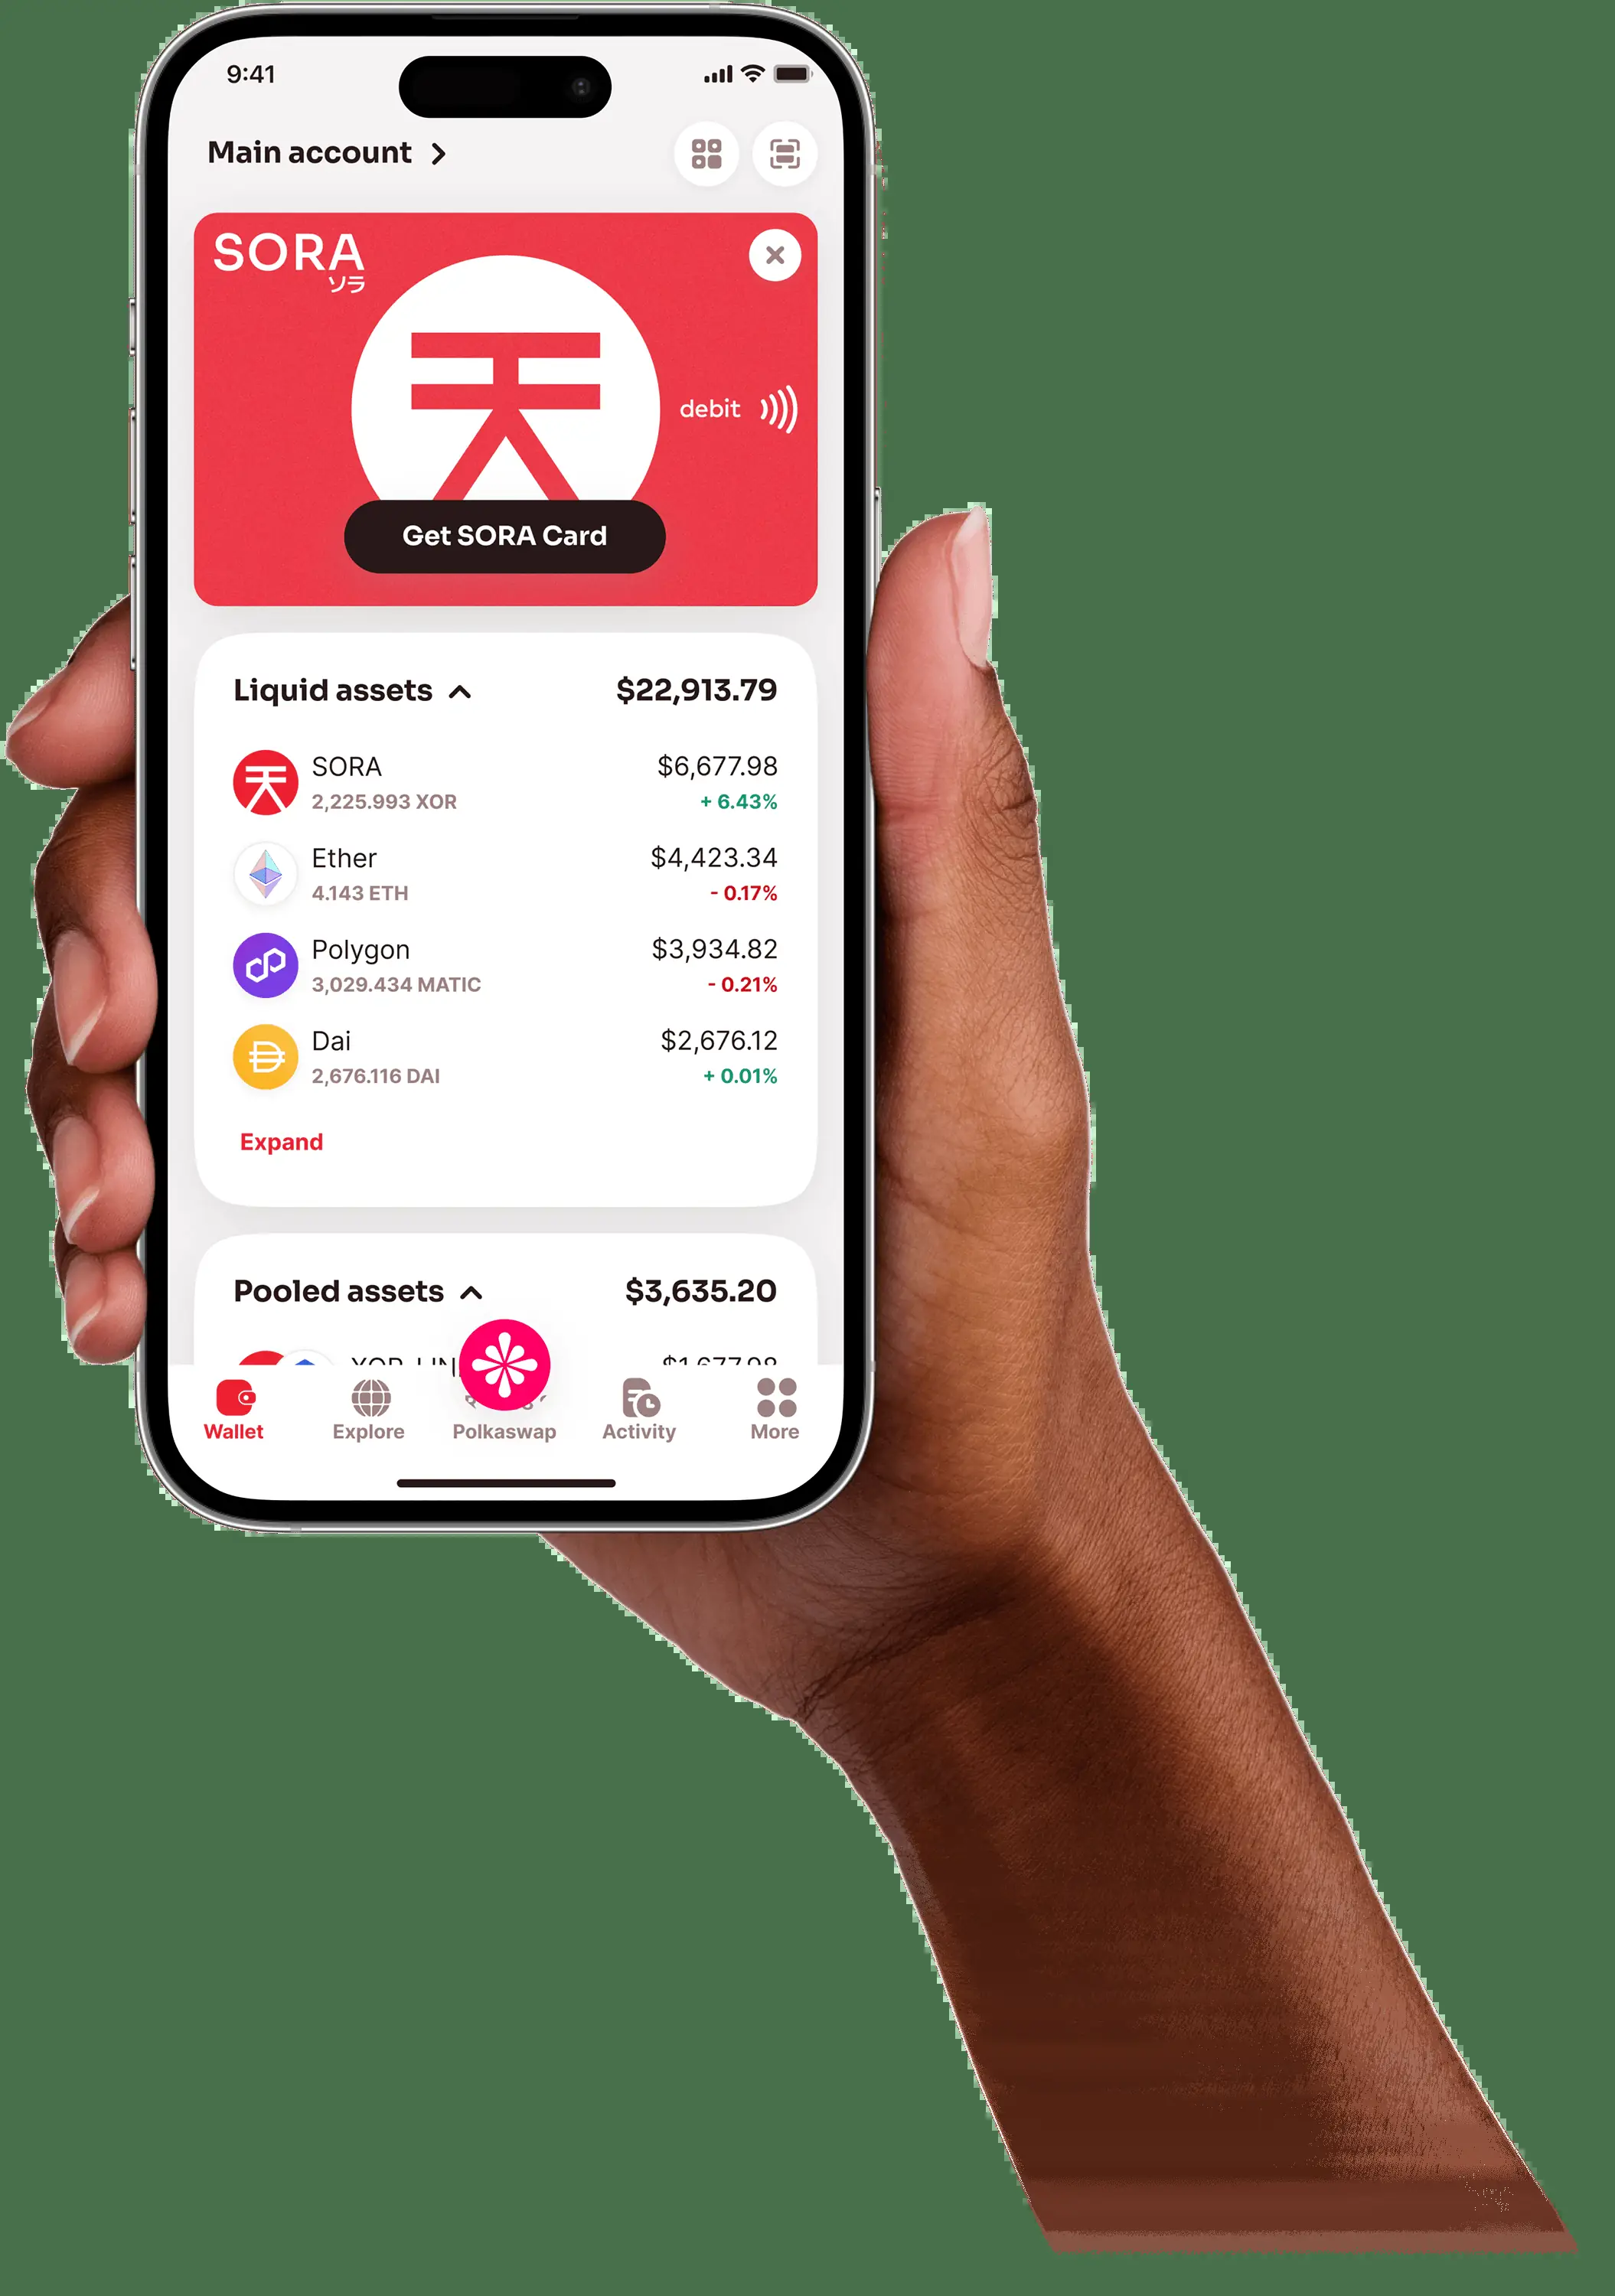 9:41
Main account
SORA
ソラ
天
debit
Get SORA Card
Liquid assets $22,913.79
SORA $6,677.98
2,225.993 XOR + 6.43%
Ether $4,423.34
4.143 ETH - 0.17%
Polygon $3,934.82
3,029.434 MATIC - 0.21%
Dai $2,676.12
2,676.116 DAI + 0.01%
Expand
Pooled assets $3,635.20
Wallet Explore Polkaswap Activity More